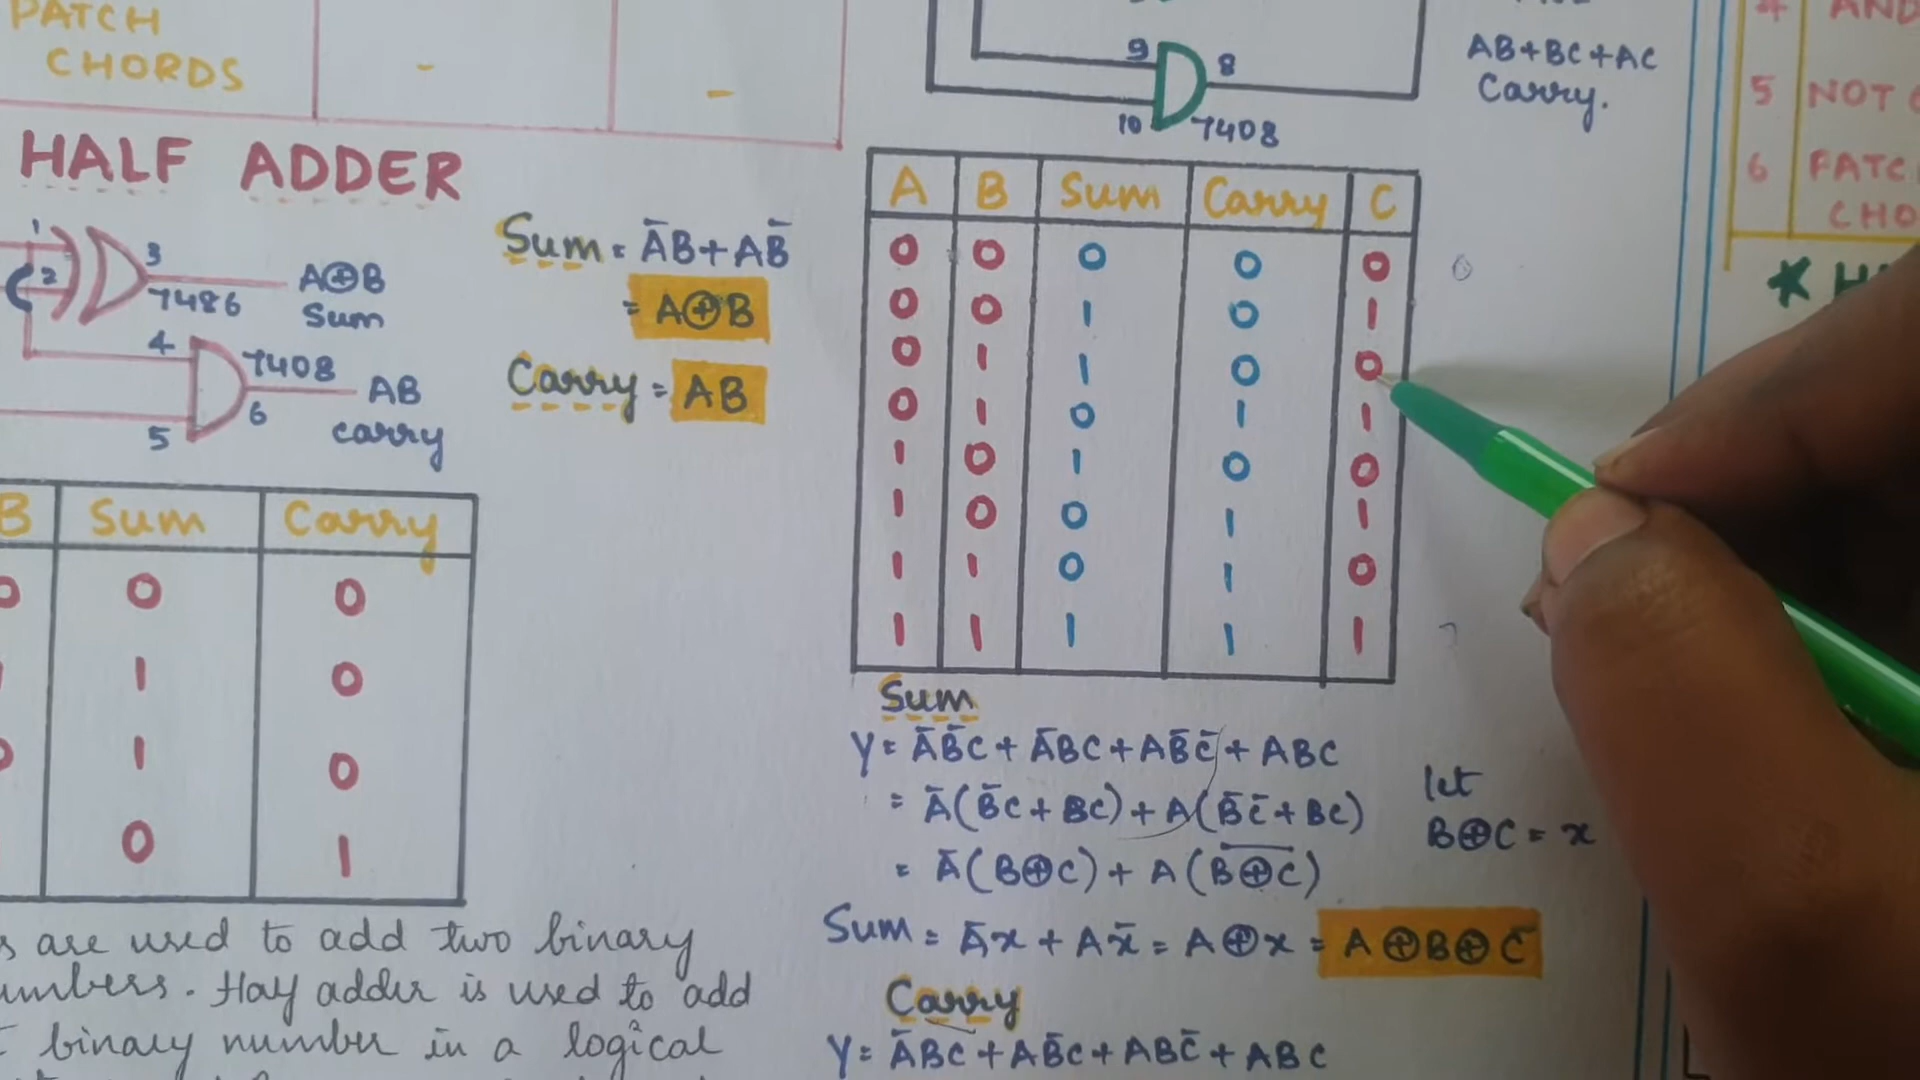 PATCH
CHORDS
-
-
HALF ADDER
1
2
3
7486
A⊕B
Sum
4
7408
5
6
AB
carry
Sum = A̅B+AB̅
= A⊕B
Carry = AB
B Sum Carry
0 0 0
1 0
0 1 0
0 1
s are used to add two binary
umbers. Half adder is used to add
binary number in a logical
9
8
10
7408
AB+BC+AC
Carry.
A B Sum Carry C
0 0 0 0 0
0 0 1 0 1
0 1 1 0 0
0 1 0 1 1
1 0 1 0 0
1 0 0 1 1
1 1 0 1 0
1 1 1 1 1
Sum
Y= A̅B̅C + A̅BC + AB̅C̅ + ABC
= A̅(B̅C + BC) + A(B̅C̅ + BC)
= A̅(B⊕C) + A(B⊕C)̅
let
B⊕C = x
Sum = A̅x + Ax̅ = A⊕x = A⊕B⊕C
Carry
Y= A̅BC + AB̅C + ABC̅ + ABC
4 AND
5 NOT
6 PATC
CHO
* H